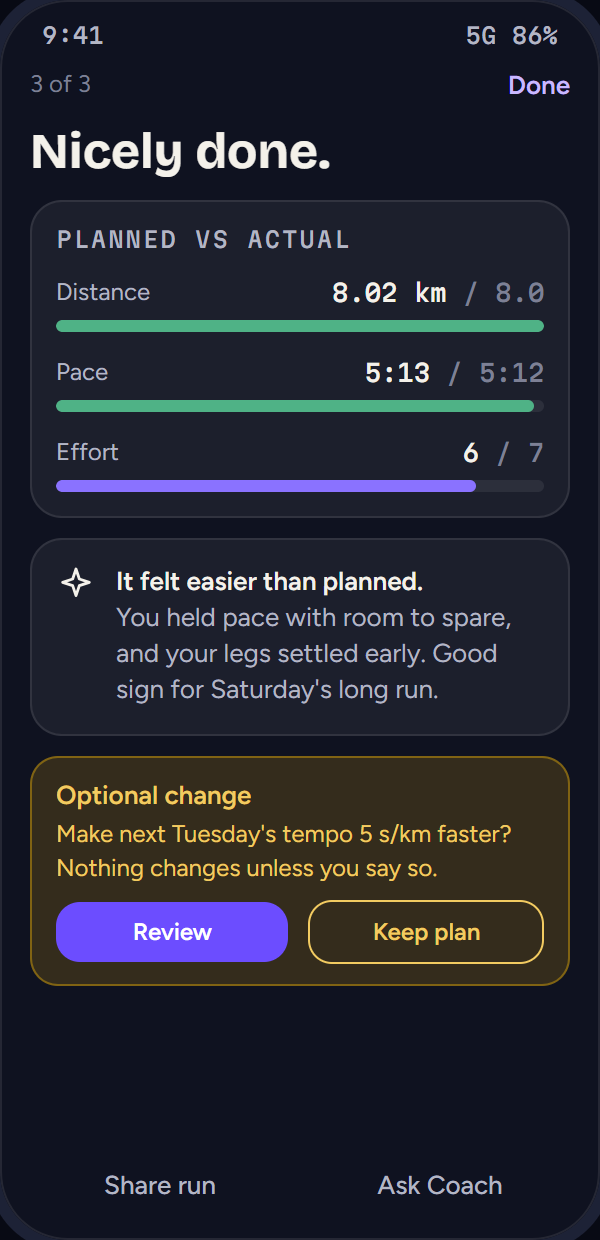 9:41 5G 86%
3 of 3 Done
Nicely done.
PLANNED VS ACTUAL
Distance 8.02 km / 8.0
Pace 5:13 / 5:12
Effort 6 / 7
It felt easier than planned.
You held pace with room to spare,
and your legs settled early. Good
sign for Saturday's long run.
Optional change
Make next Tuesday's tempo 5 s/km faster?
Nothing changes unless you say so.
Review Keep plan
Share run Ask Coach